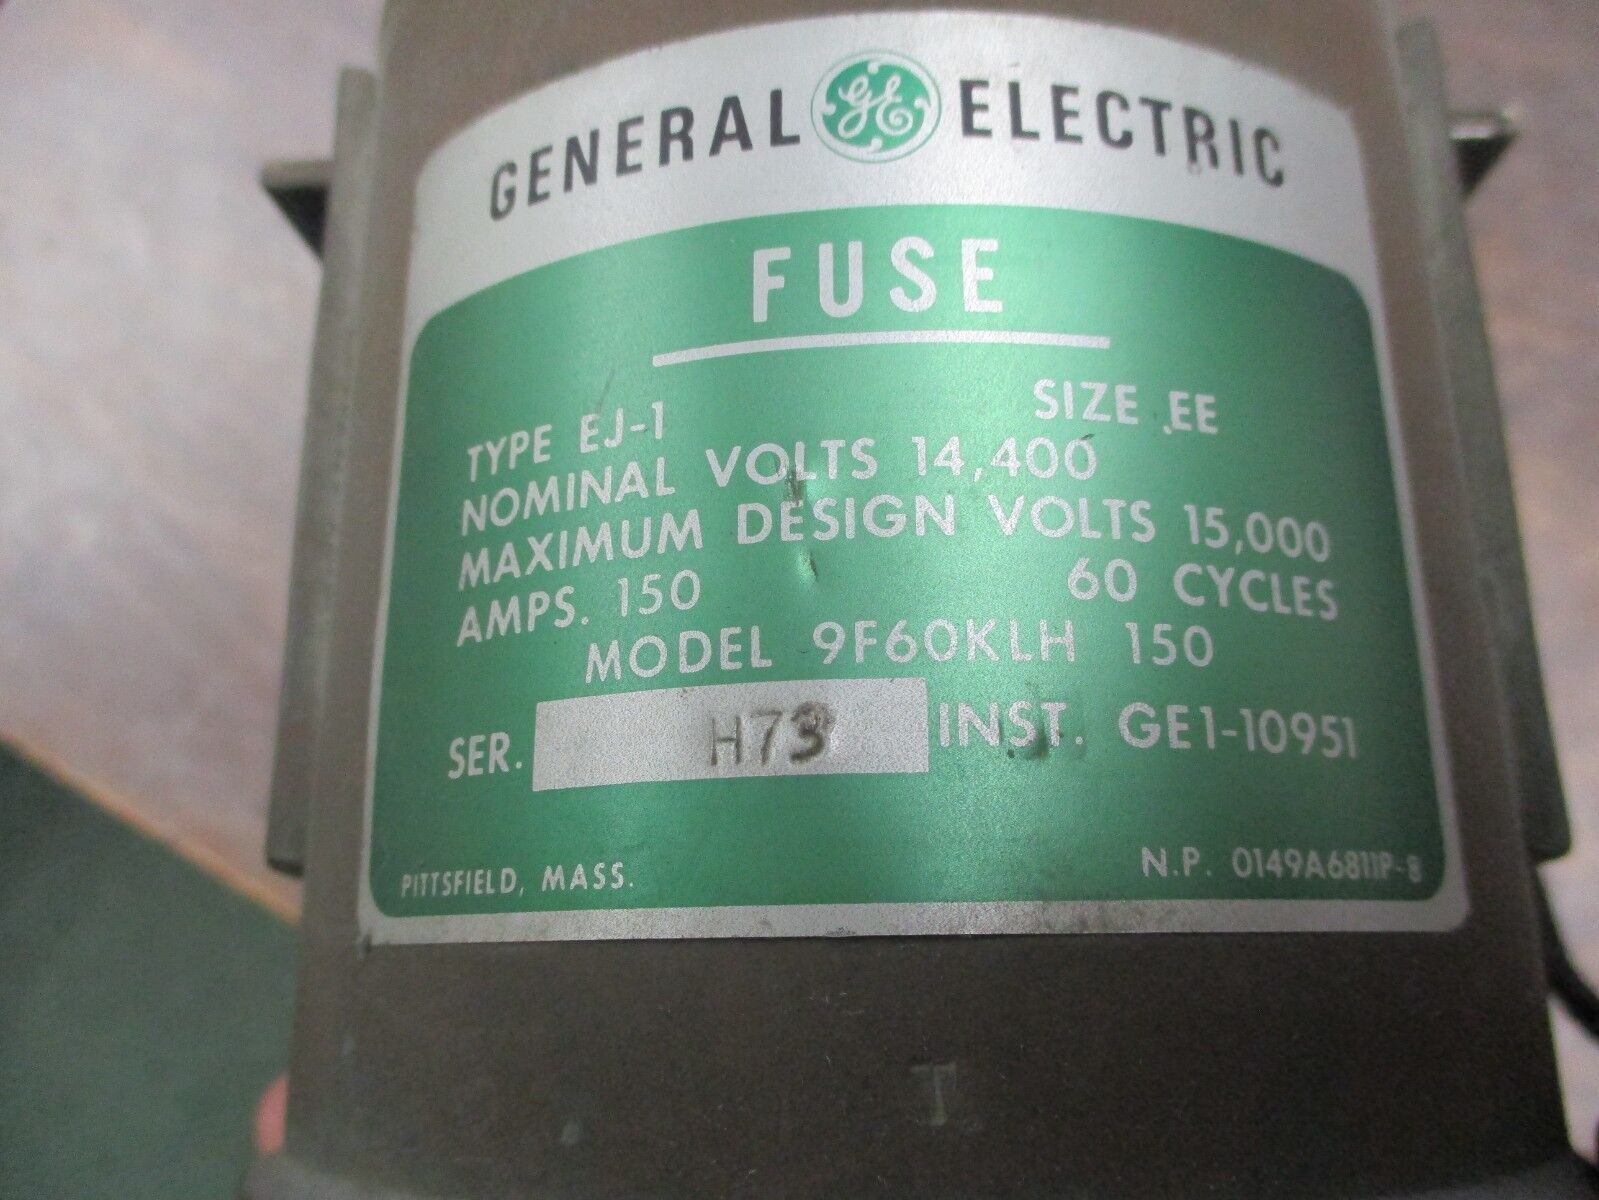 GENERAL GE ELECTRIC
FUSE
TYPE EJ-1 SIZE EE
NOMINAL VOLTS 14,400
MAXIMUM DESIGN VOLTS 15,000
AMPS. 150 60 CYCLES
MODEL 9F60KLH 150
SER. H73 INST. GE1-10951
PITTSFIELD, MASS. N.P. 0149A6811P-8
T